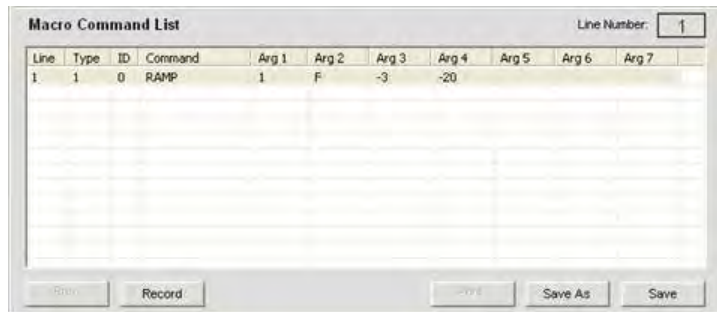 Macro Command List Line Number: 1
Line Type ID Command Arg 1 Arg 2 Arg 3 Arg 4 Arg 5 Arg 6 Arg 7
1 1 0 RAMP 1 F -3 -20
Record Save As Save